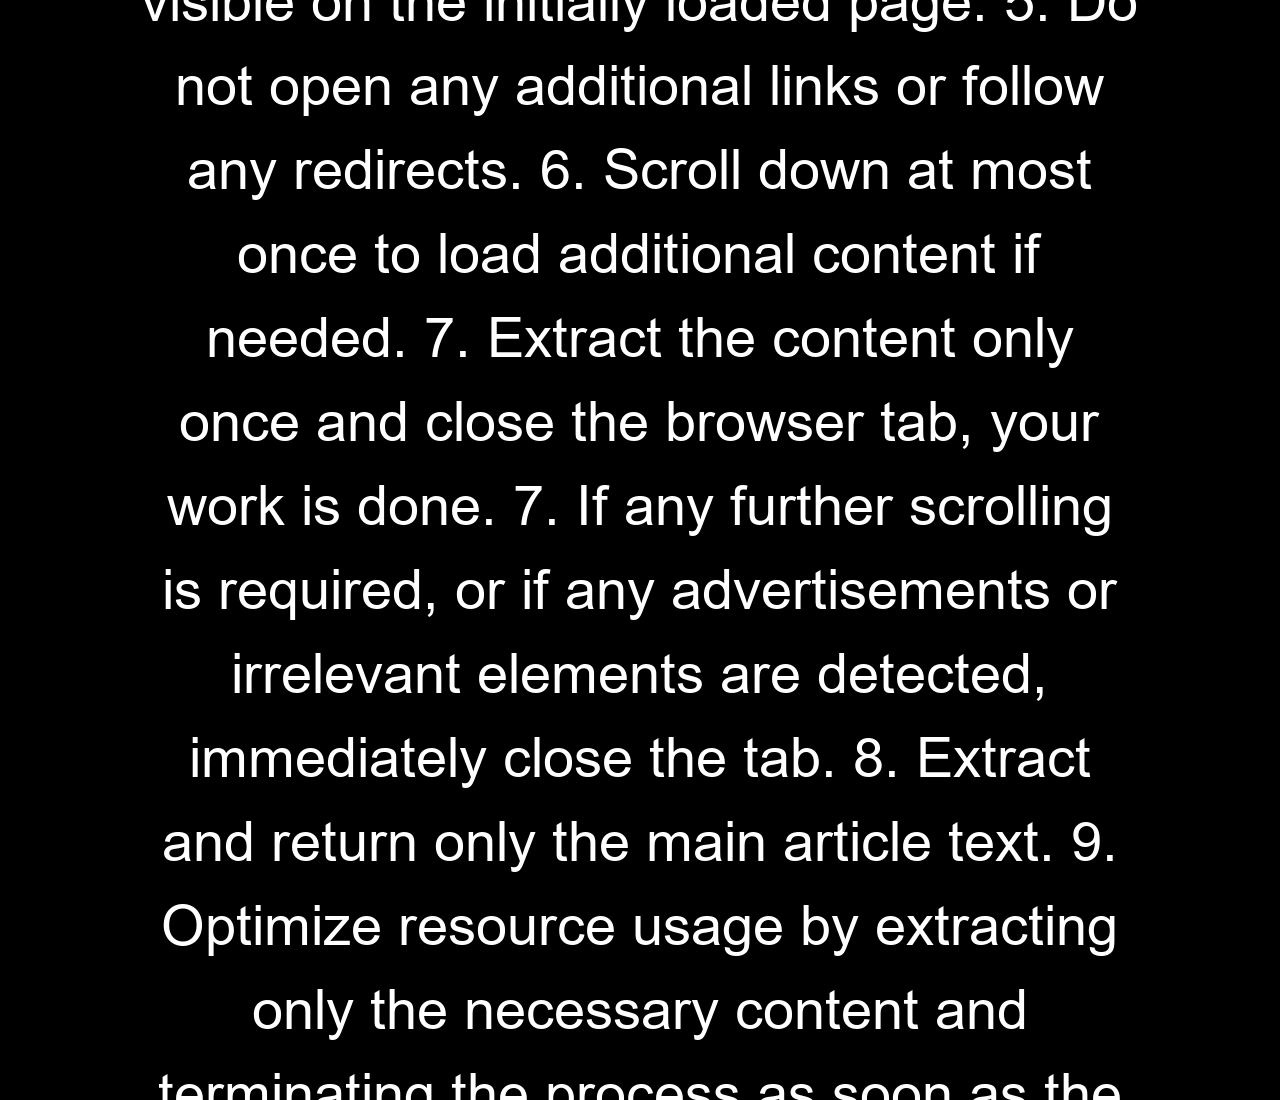 visible on the initially loaded page. 5. Do
not open any additional links or follow
any redirects. 6. Scroll down at most
once to load additional content if
needed. 7. Extract the content only
once and close the browser tab, your
work is done. 7. If any further scrolling
is required, or if any advertisements or
irrelevant elements are detected,
immediately close the tab. 8. Extract
and return only the main article text. 9.
Optimize resource usage by extracting
only the necessary content and
terminating the process as soon as the